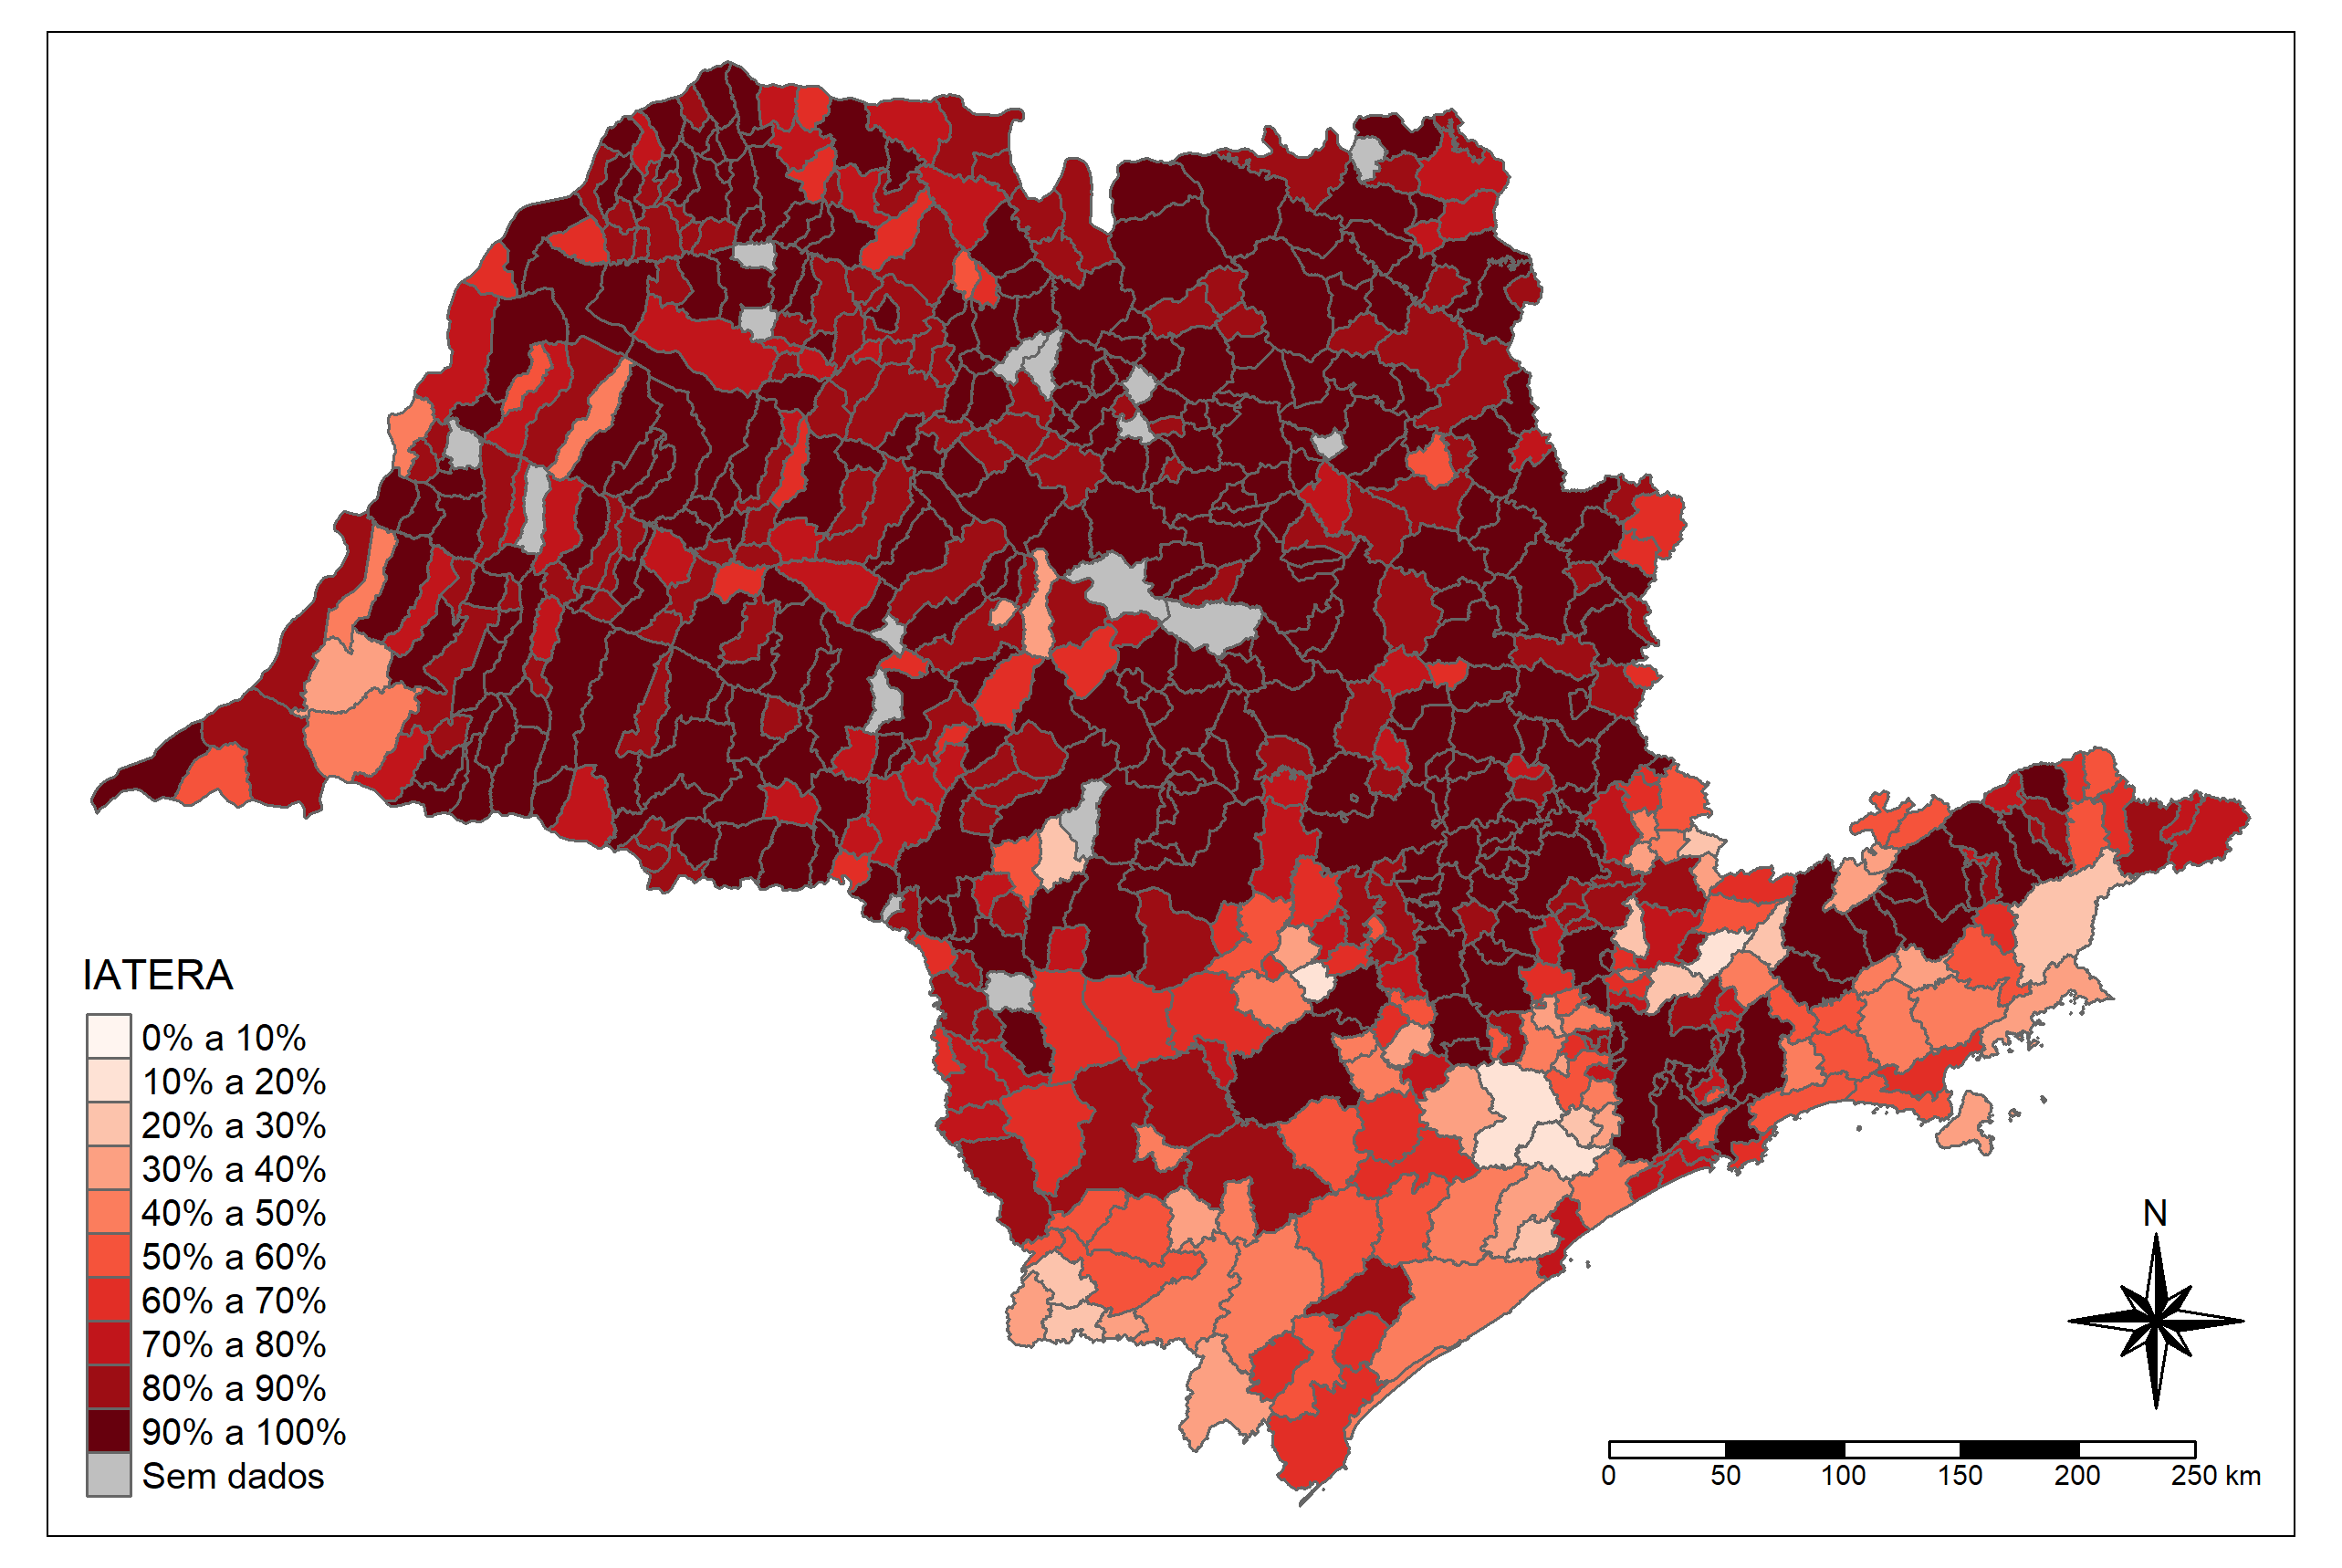 IATERA
0% a 10%
10% a 20%
20% a 30%
30% a 40%
40% a 50%
50% a 60%
60% a 70%
70% a 80%
80% a 90%
90% a 100%
Sem dados
N
0 50 100 150 200 250 km